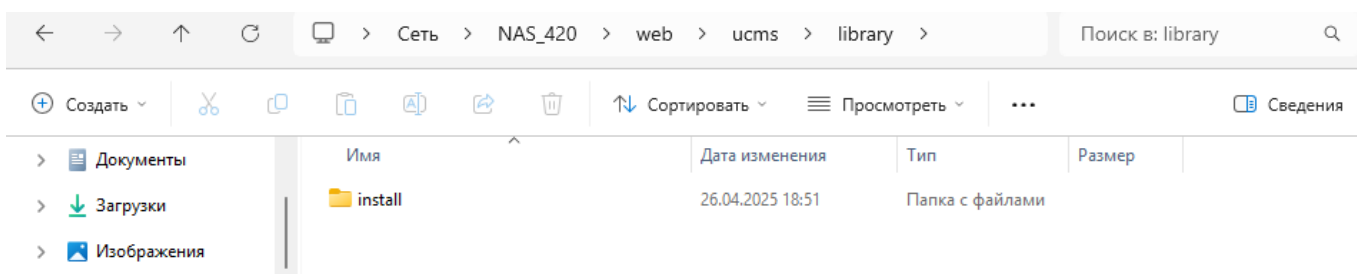 Сеть > NAS_420 > web > ucms > library >
Поиск в: library
Создать
Сортировать
Просмотреть
Сведения
Документы
Загрузки
Изображения
Имя Дата изменения Тип Размер
install 26.04.2025 18:51 Папка с файлами